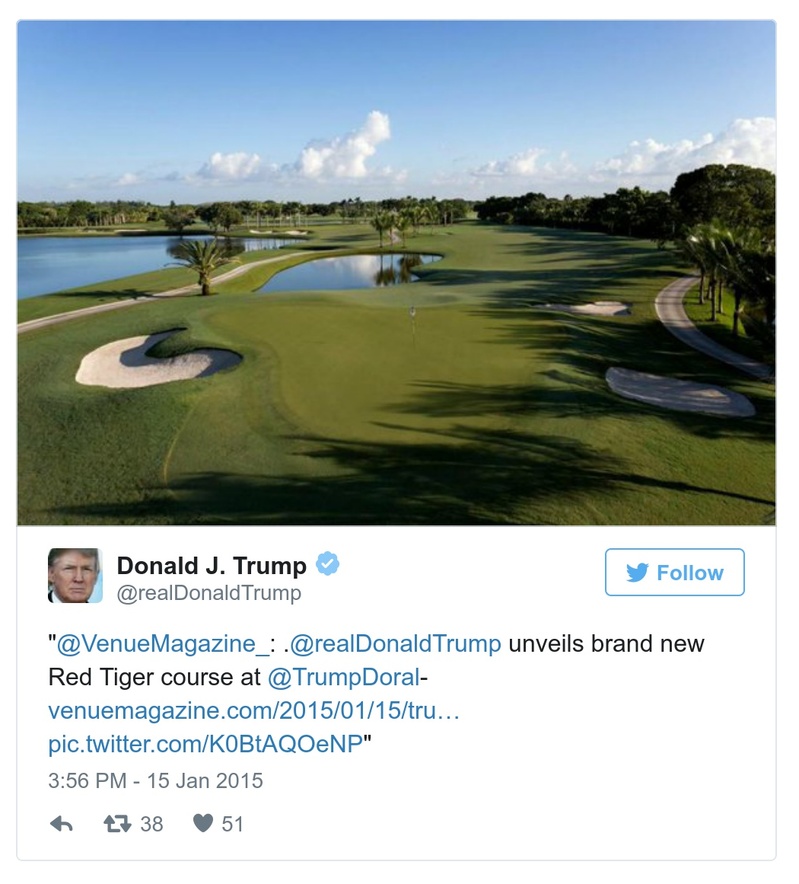 Donald J. Trump
@realDonaldTrump
Follow
"@VenueMagazine_: .@realDonaldTrump unveils brand new
Red Tiger course at @TrumpDoral-
venuemagazine.com/2015/01/15/tru…
pic.twitter.com/K0BtAQOeNP"
3:56 PM - 15 Jan 2015
38 51